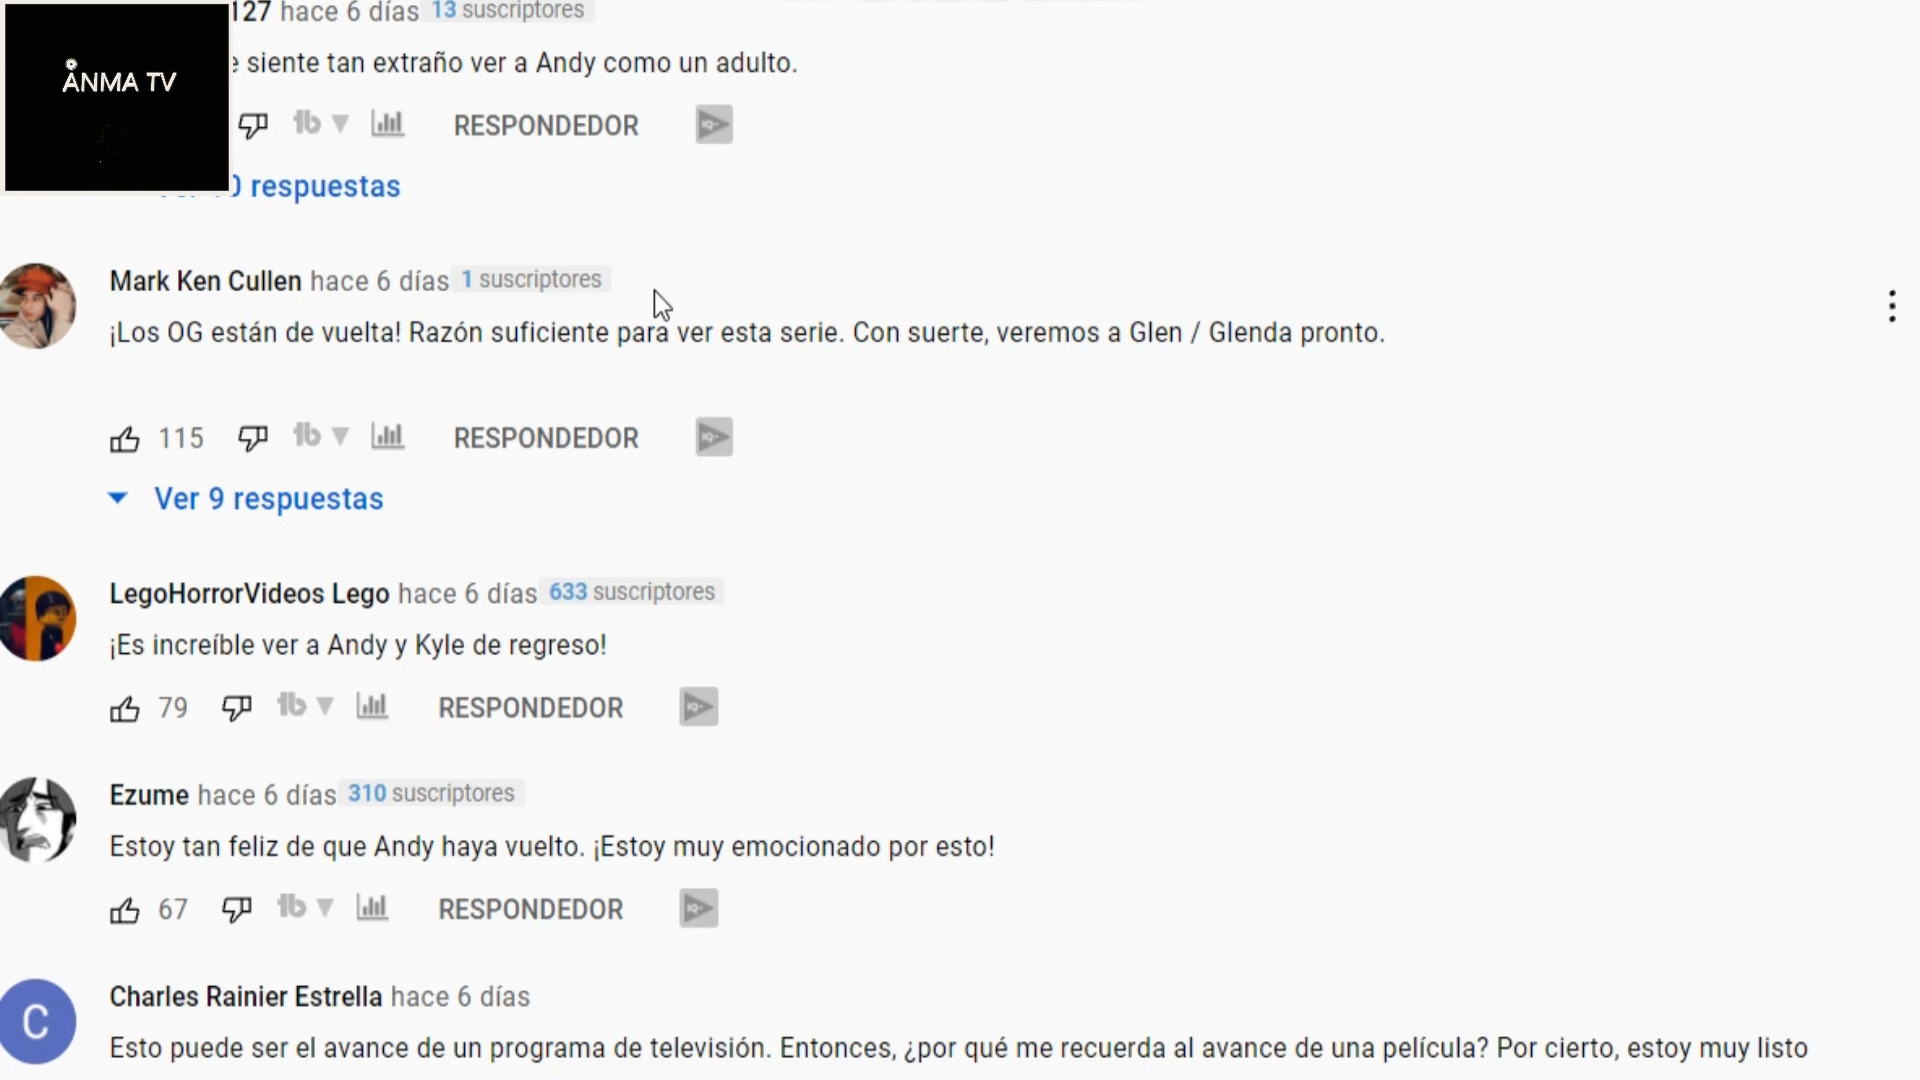 127 hace 6 días 13 suscriptores
ANMA TV
siente tan extraño ver a Andy como un adulto.
RESPONDEDOR
respuestas
Mark Ken Cullen hace 6 días 1 suscriptores
¡Los OG están de vuelta! Razón suficiente para ver esta serie. Con suerte, veremos a Glen / Glenda pronto.
115 RESPONDEDOR
Ver 9 respuestas
LegoHorrorVideos Lego hace 6 días 633 suscriptores
¡Es increíble ver a Andy y Kyle de regreso!
79 RESPONDEDOR
Ezume hace 6 días 310 suscriptores
Estoy tan feliz de que Andy haya vuelto. ¡Estoy muy emocionado por esto!
67 RESPONDEDOR
C
Charles Rainier Estrella hace 6 días
Esto puede ser el avance de un programa de televisión. Entonces, ¿por qué me recuerda al avance de una película? Por cierto, estoy muy listo